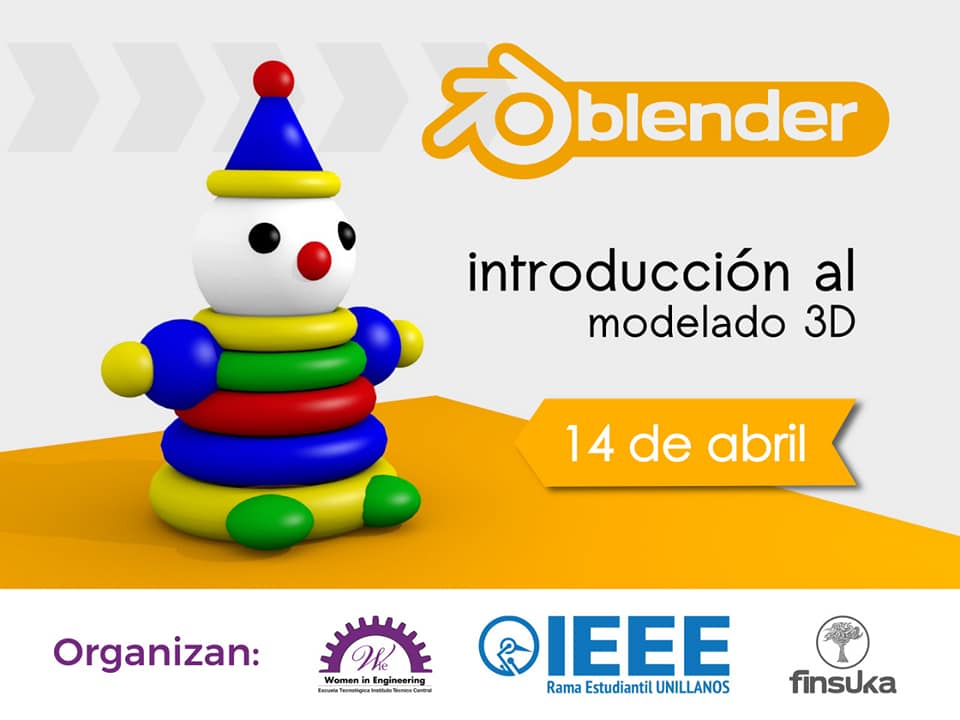 blender
introducción al
modelado 3D
14 de abril
Organizan:
Wie
Women in Engineering
Escuela Tecnológica Instituto Técnico Central
IEEE
Rama Estudiantil UNILLANOS
finsuka